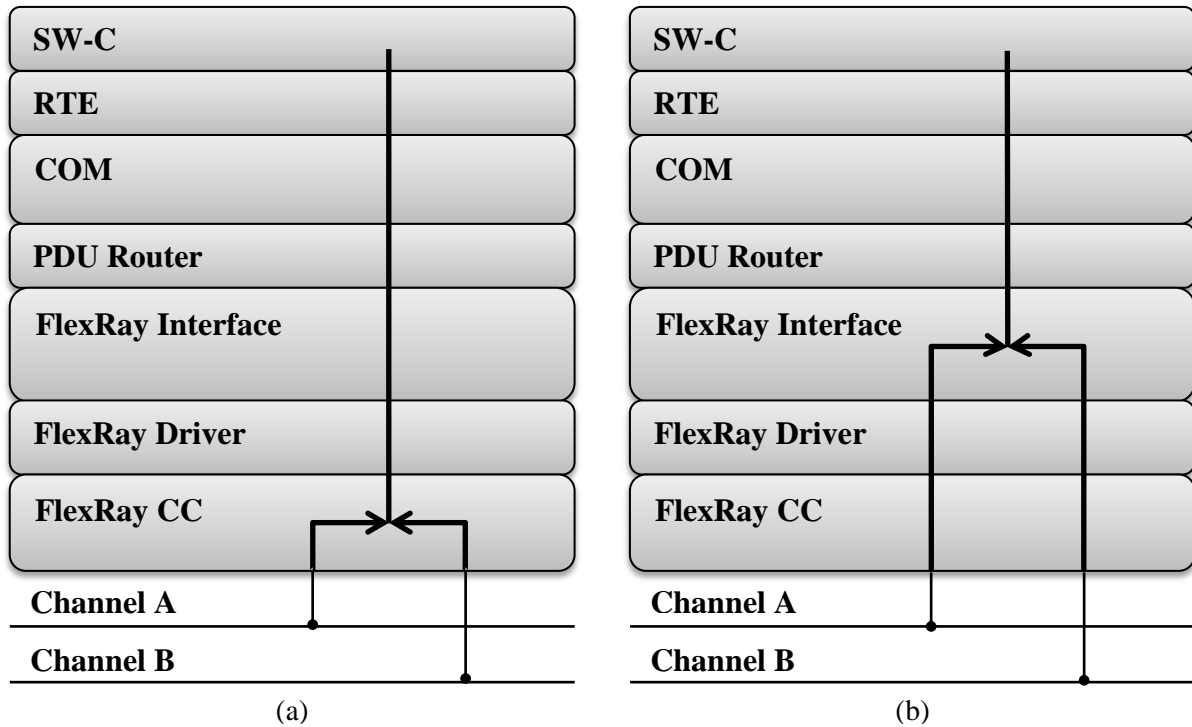 SW-C
RTE
COM
PDU Router
FlexRay Interface
FlexRay Driver
FlexRay CC
Channel A
Channel B
(a)
SW-C
RTE
COM
PDU Router
FlexRay Interface
FlexRay Driver
FlexRay CC
Channel A
Channel B
(b)